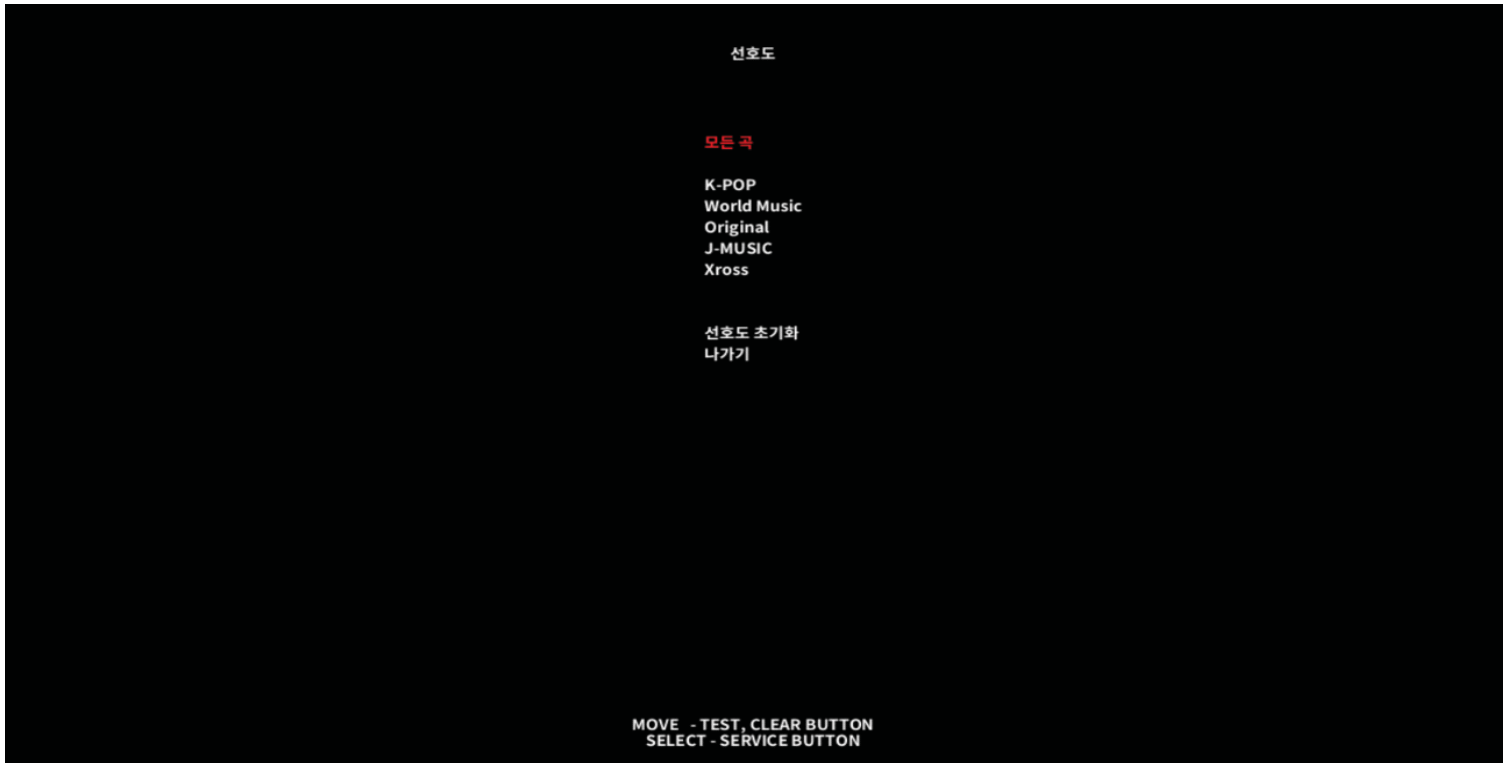 선호도
모든 곡
K-POP
World Music
Original
J-MUSIC
Xross
선호도 초기화
나가기
MOVE - TEST, CLEAR BUTTON
SELECT - SERVICE BUTTON